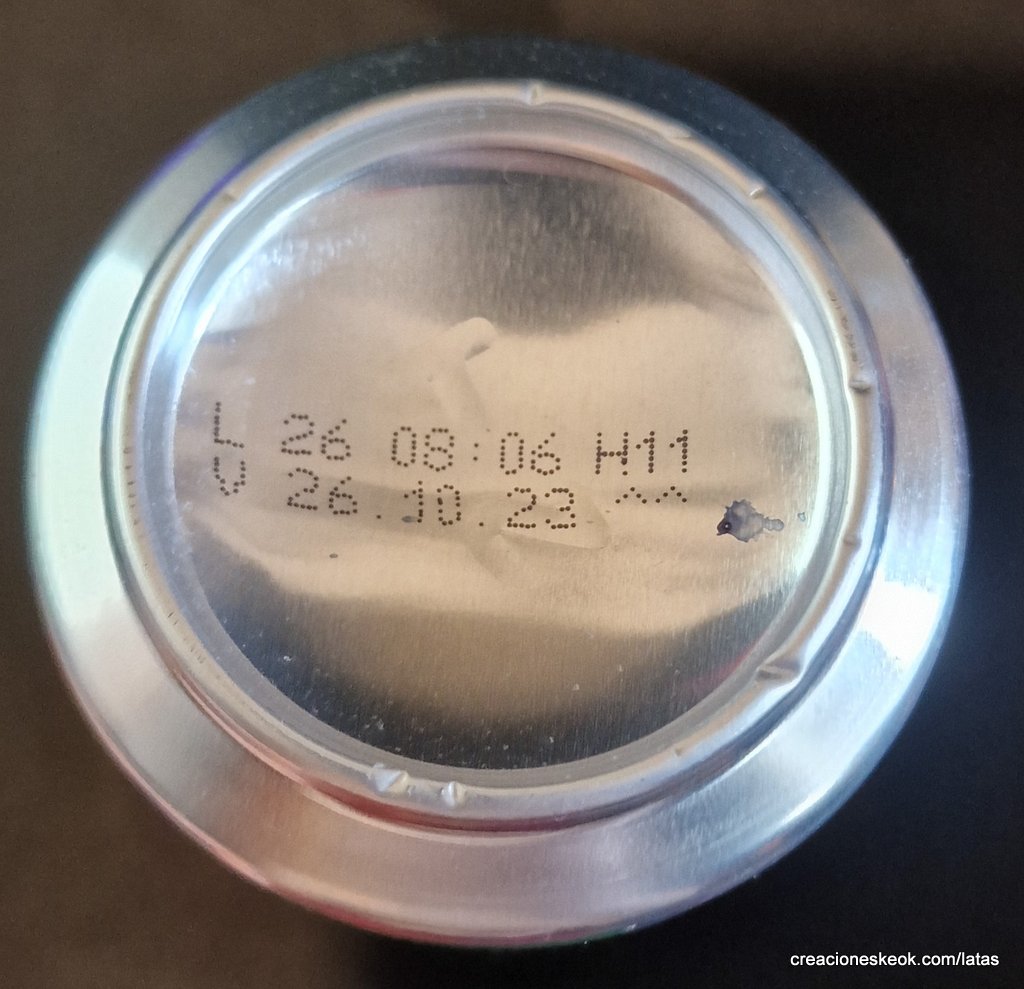 26 08:06 H11
26.10.23 ^^
creacioneskeok.com/latas